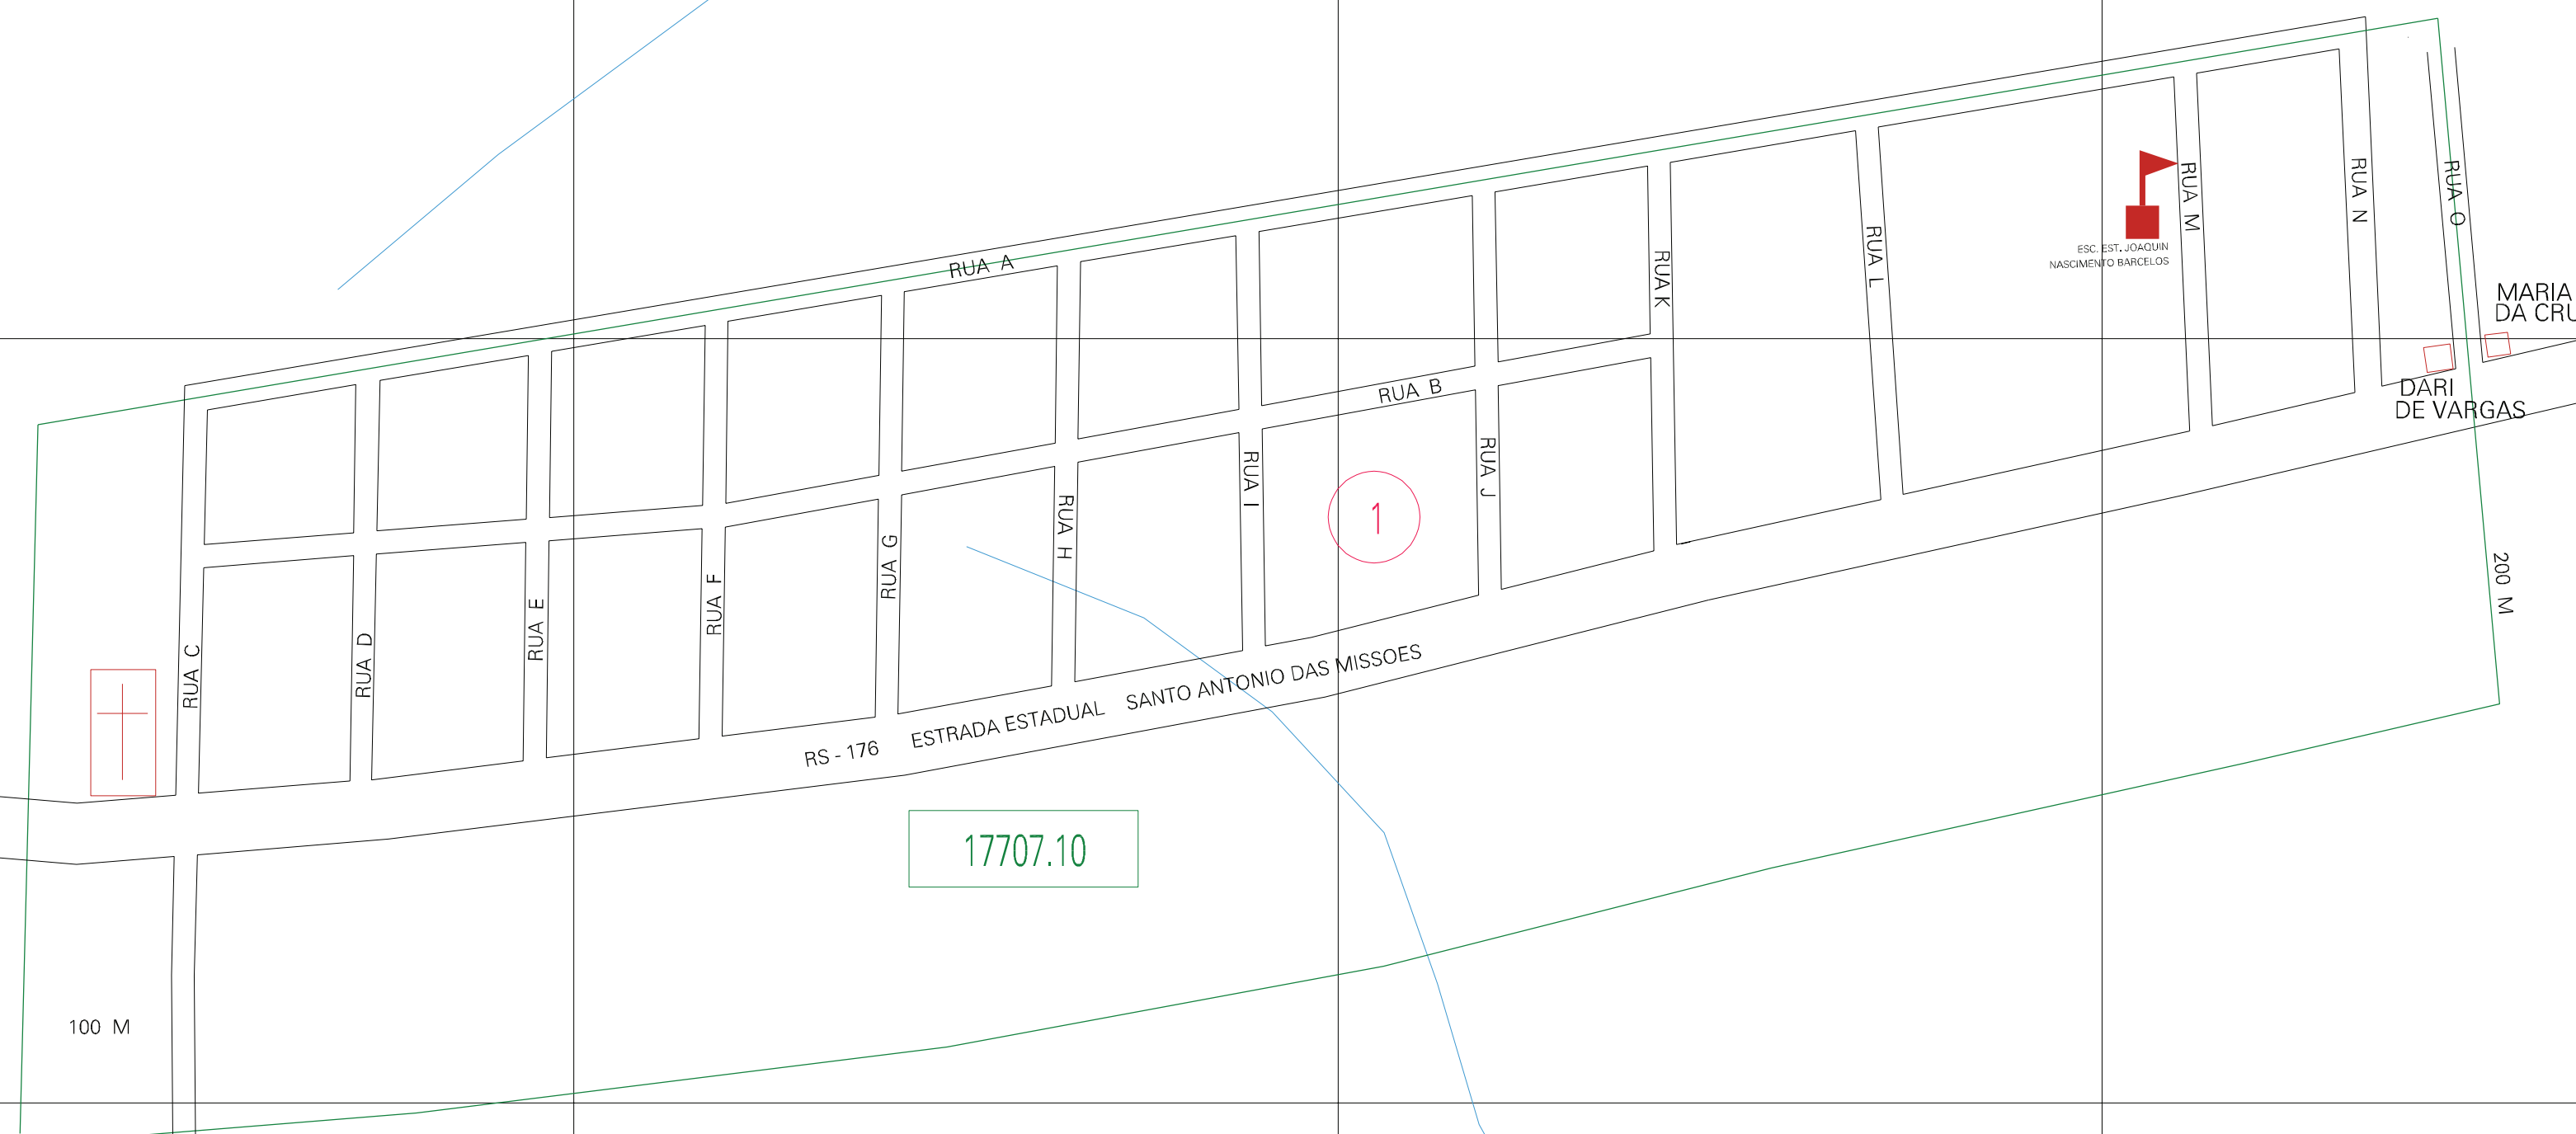 RUA A
RUA B
RUA C
RUA D
RUA E
RUA F
RUA G
RUA H
RUA I
RUA J
RUA K
RUA L
RUA M
RUA N
RUA O
ESC. EST. JOAQUIN
NASCIMENTO BARCELOS
MARIA
DA CRU
DARI
DE VARGAS
1
200 M
RS - 176 ESTRADA ESTADUAL SANTO ANTONIO DAS MISSOES
17707.10
100 M